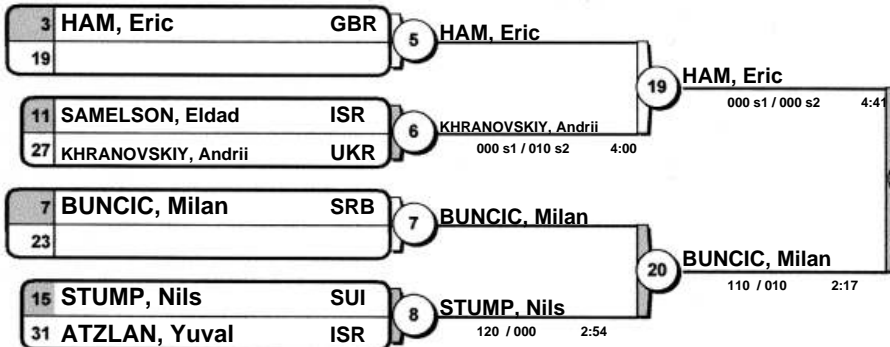 3 HAM, Eric GBR
19
5 HAM, Eric
11 SAMELSON, Eldad ISR
27 KHRANOVSKIY, Andrii UKR
6 KHRANOVSKIY, Andrii
000 s1 / 010 s2 4:00
19 HAM, Eric
000 s1 / 000 s2 4:41
7 BUNCIC, Milan SRB
23
7 BUNCIC, Milan
15 STUMP, Nils SUI
31 ATZLAN, Yuval ISR
8 STUMP, Nils
120 / 000 2:54
20 BUNCIC, Milan
110 / 010 2:17